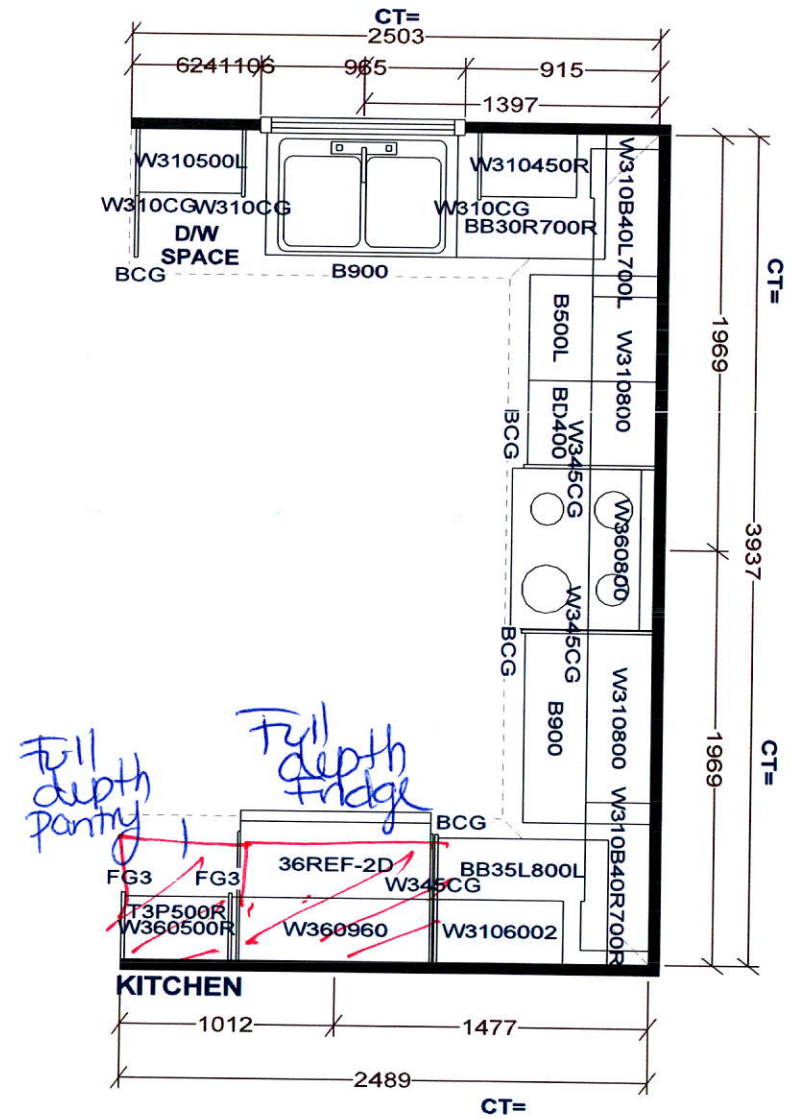 CT=
2503
6241106
965
915
1397
W310500L
W310450R
W310CG
W310CG
W310CG
BB30R700R
D/W
SPACE
BCG
B900
W310B40L700L
CT=
B500L
W310800
1969
BD400
BCG
W345CG
W360800
3937
W345CG
BCG
B900
W310800
1969
CT=
W310B40R700R
Full
depth
pantry
Full
depth
Fridge
BCG
FG3
FG3
36REF-2D
W345CG
BB35L800L
T3P500R
W360500R
W360960
W3106002
KITCHEN
1012
1477
2489
CT=